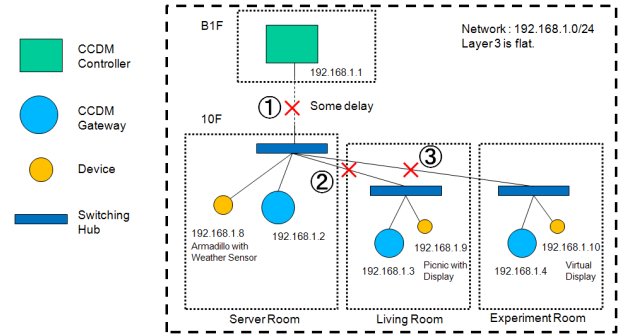 CCDM
Controller
CCDM
Gateway
Device
Switching
Hub
B1F
192.168.1.1
Network : 192.168.1.0/24
Layer 3 is flat.
① Some delay
10F
②
③
192.168.1.8
Armadillo with
Weather Sensor
192.168.1.2
Server Room
192.168.1.9
Picnic with
Display
192.168.1.3
Living Room
192.168.1.10
Virtual
Display
192.168.1.4
Experiment Room